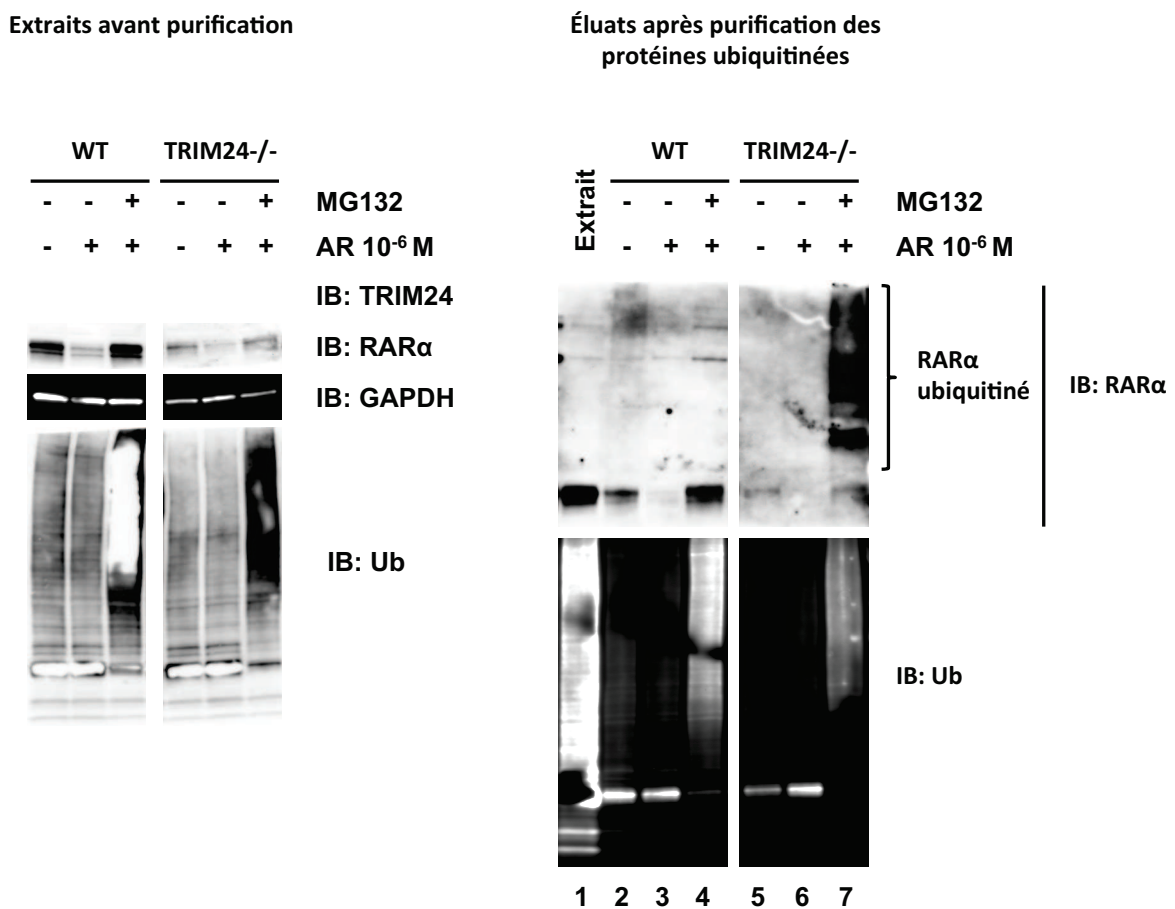 Extraits avant purification
Éluats après purification des
protéines ubiquitinées
WT TRIM24-/-
- - + - - + MG132
- + + - + + AR 10⁻⁶ M
IB: TRIM24
IB: RARα
IB: GAPDH
IB: Ub
Extrait
WT TRIM24-/-
- - + - - + MG132
- + + - + + AR 10⁻⁶ M
RARα
ubiquitiné
IB: RARα
IB: Ub
1 2 3 4 5 6 7